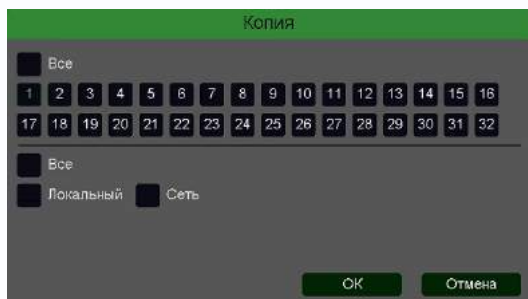 Копия
Все
1 2 3 4 5 6 7 8 9 10 11 12 13 14 15 16
17 18 19 20 21 22 23 24 25 26 27 28 29 30 31 32
Все
Локальный Сеть
ОК Отмена